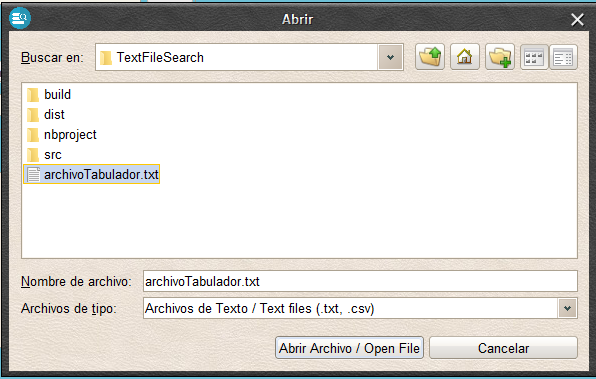 Abrir
Buscar en: TextFileSearch
build
dist
nbproject
src
archivoTabulador.txt
Nombre de archivo: archivoTabulador.txt
Archivos de tipo: Archivos de Texto / Text files (.txt, .csv)
Abrir Archivo / Open File Cancelar